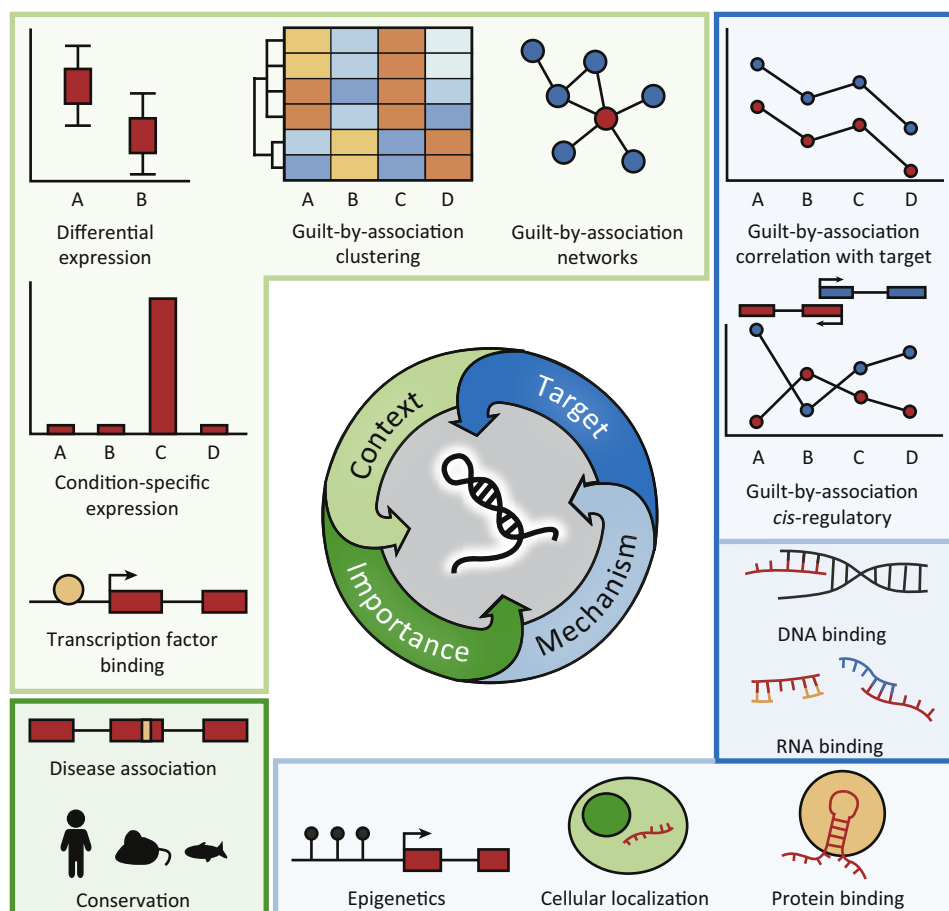 A B
Differential
expression
A B C D
Guilt-by-association
clustering
Guilt-by-association
networks
A B C D
Guilt-by-association
correlation with target
A B C D
Condition-specific
expression
A B C D
Guilt-by-association
cis-regulatory
Context
Target
Importance
Mechanism
Transcription factor
binding
DNA binding
RNA binding
Disease association
Conservation
Epigenetics
Cellular localization
Protein binding